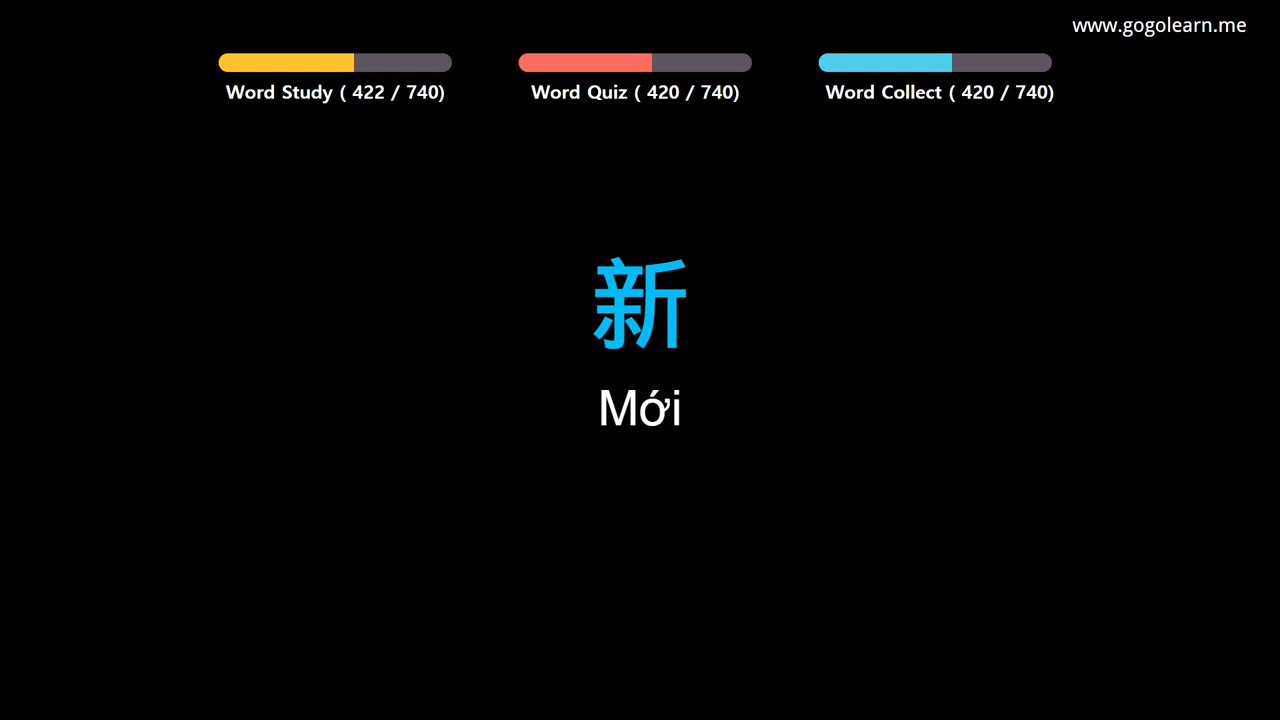 www.gogolearn.me
Word Study ( 422 / 740)
Word Quiz ( 420 / 740)
Word Collect ( 420 / 740)
新
Mới